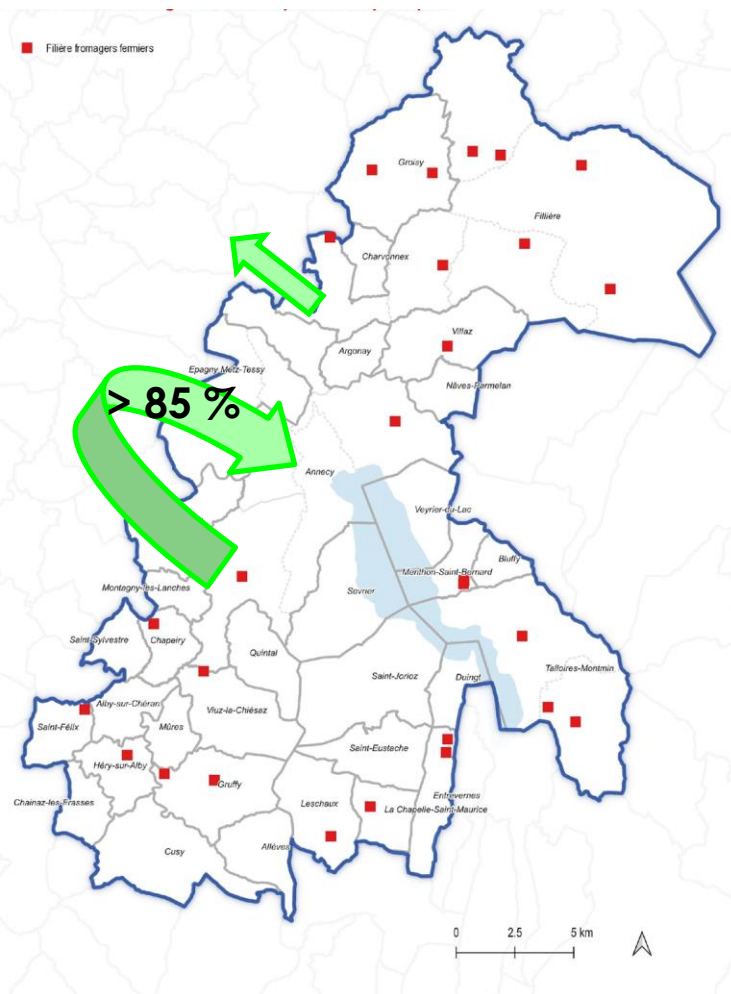 Filière fromagers fermiers
Groisy
Fillière
Charvonnex
Villaz
Argonay
Epagny Metz-Tessy
Nâves-Parmelan
> 85 %
Annecy
Veyrier-du-Lac
Bluffy
Menthon-Saint-Bernard
Montagny-les-Lanches
Sevrier
Saint-Sylvestre
Chapeiry
Quintal
Talloires-Montmin
Saint-Jorioz
Duingt
Alby-sur-Chéran
Viuz-la-Chiésaz
Saint-Félix
Mûres
Saint-Eustache
Héry-sur-Alby
Gruffy
Entrevernes
Chainaz-les-Frasses
Leschaux
La Chapelle-Saint-Maurice
Allèves
Cusy
0 2.5 5 km